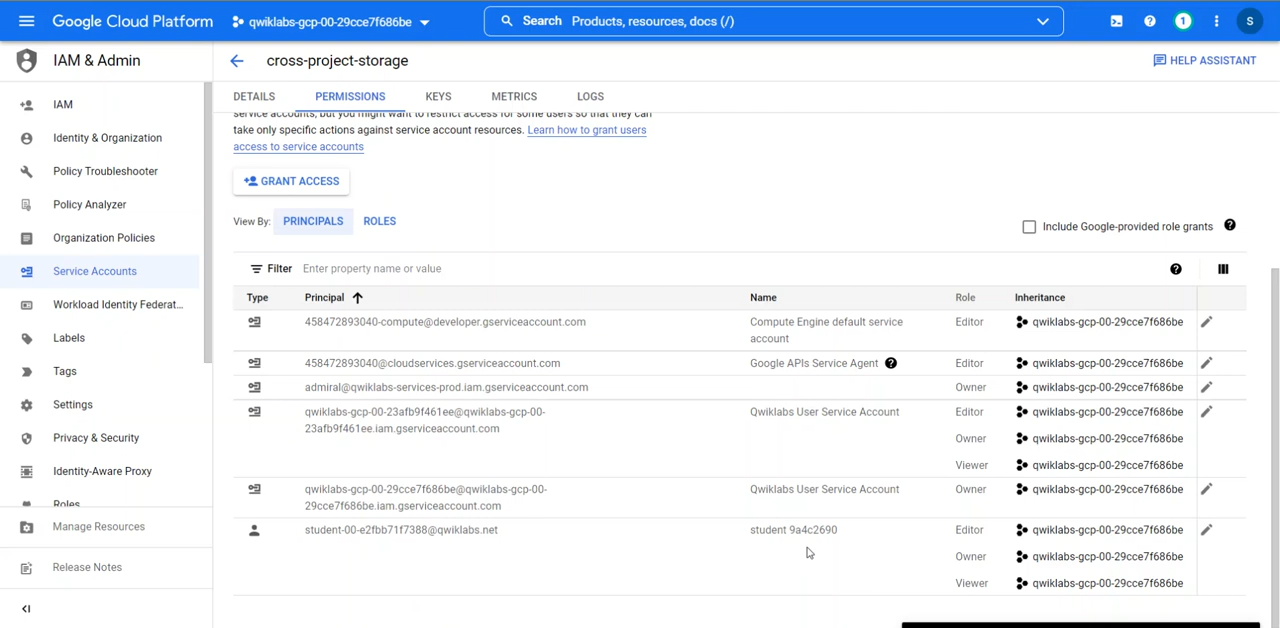 Google Cloud Platform
qwiklabs-gcp-00-29cce7f686be
Search Products, resources, docs (/)
1
S
IAM & Admin
cross-project-storage
HELP ASSISTANT
IAM
Identity & Organization
Policy Troubleshooter
Policy Analyzer
Organization Policies
Service Accounts
Workload Identity Federat...
Labels
Tags
Settings
Privacy & Security
Identity-Aware Proxy
Roles
Manage Resources
Release Notes
DETAILS PERMISSIONS KEYS METRICS LOGS
service accounts, but you might want to restrict access for some users so that they can
take only specific actions against service account resources. Learn how to grant users
access to service accounts
GRANT ACCESS
View By: PRINCIPALS ROLES
Include Google-provided role grants
Filter Enter property name or value
Type Principal Name Role Inheritance
458472893040-compute@developer.gserviceaccount.com Compute Engine default service Editor qwiklabs-gcp-00-29cce7f686be
account
458472893040@cloudservices.gserviceaccount.com Google APIs Service Agent Editor qwiklabs-gcp-00-29cce7f686be
admiral@qwiklabs-services-prod.iam.gserviceaccount.com Owner qwiklabs-gcp-00-29cce7f686be
qwiklabs-gcp-00-23afb9f461ee@qwiklabs-gcp-00- Qwiklabs User Service Account Editor qwiklabs-gcp-00-29cce7f686be
23afb9f461ee.iam.gserviceaccount.com
Owner qwiklabs-gcp-00-29cce7f686be
Viewer qwiklabs-gcp-00-29cce7f686be
qwiklabs-gcp-00-29cce7f686be@qwiklabs-gcp-00- Qwiklabs User Service Account Owner qwiklabs-gcp-00-29cce7f686be
29cce7f686be.iam.gserviceaccount.com
student-00-e2fbb71f7388@qwiklabs.net student 9a4c2690 Editor qwiklabs-gcp-00-29cce7f686be
Owner qwiklabs-gcp-00-29cce7f686be
Viewer qwiklabs-gcp-00-29cce7f686be